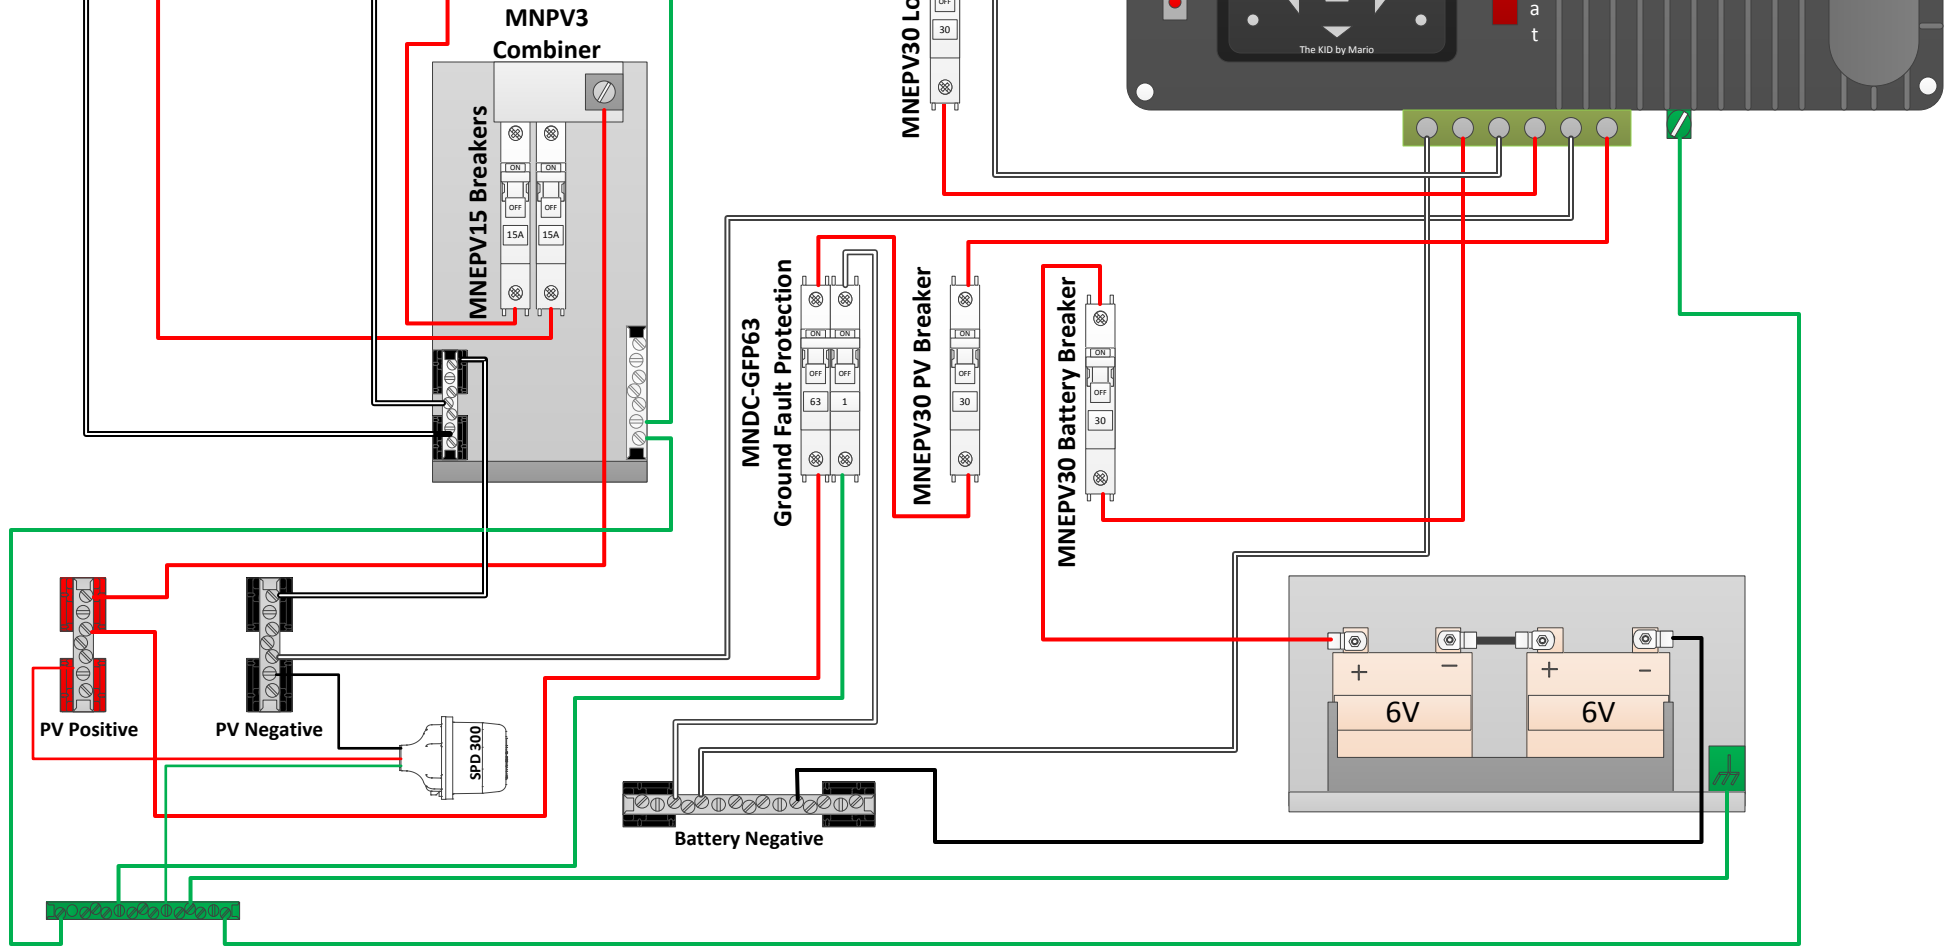 MNPV3
Combiner
MNEPV15 Breakers
ON
ON
OFF
OFF
15A
15A
MNEPV30 Lo
OFF
30
The KID by Mario
a
t
MNDC-GFP63
Ground Fault Protection
ON
ON
OFF
OFF
63
1
MNEPV30 PV Breaker
ON
OFF
30
MNEPV30 Battery Breaker
ON
OFF
30
PV Positive
PV Negative
SPD 300
Battery Negative
+
−
+
−
6V
6V